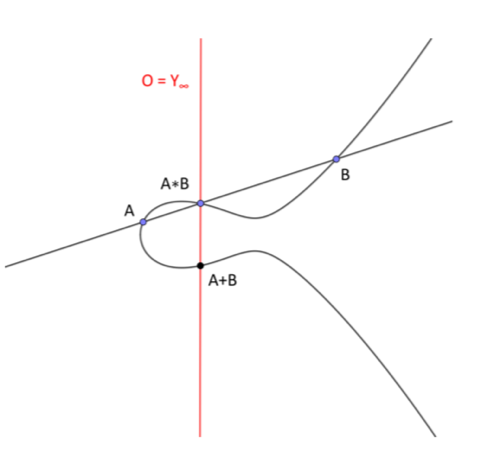 O = Y∞
A∗B
A
B
A+B